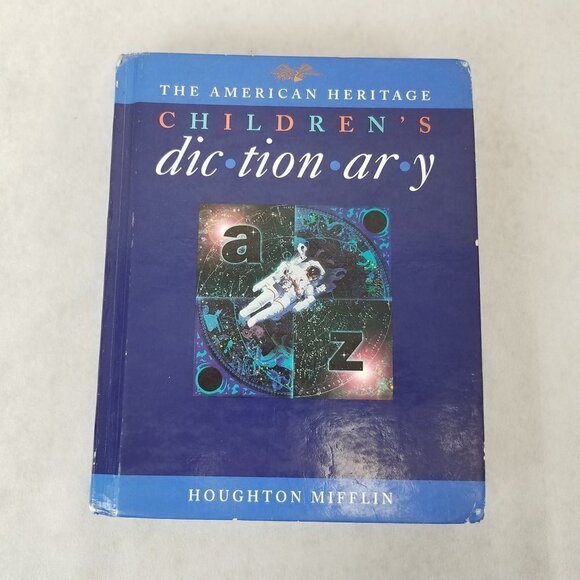 THE AMERICAN HERITAGE
CHILDREN'S
dic•tion•ar•y
a
z
HOUGHTON MIFFLIN